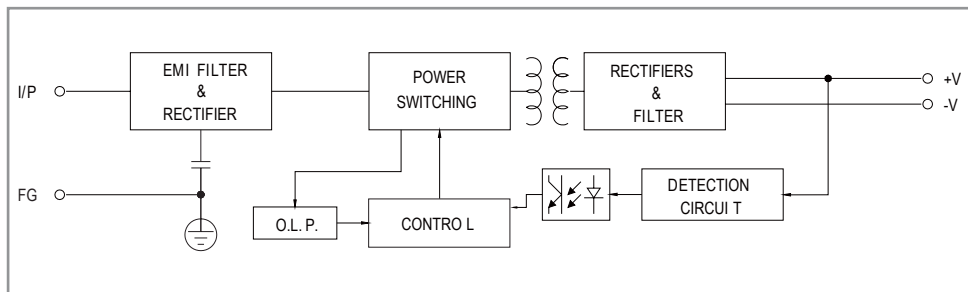 I/P
EMI FILTER
&
RECTIFIER
POWER
SWITCHING
RECTIFIERS
&
FILTER
+V
-V
FG
O.L.P.
CONTRO L
DETECTION
CIRCUI T